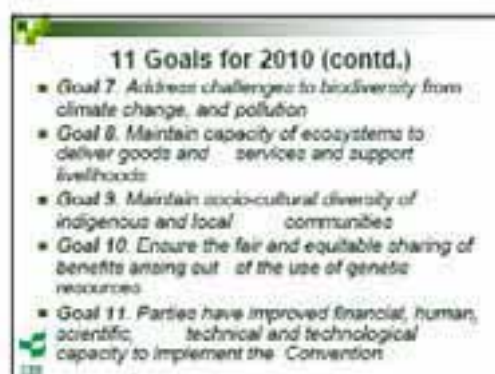 11 Goals for 2010 (contd.)
Goal 7. Address challenges to biodiversity from
climate change, and pollution
Goal 8. Maintain capacity of ecosystems to
deliver goods and services and support
livelihoods
Goal 9. Maintain socio-cultural diversity of
indigenous and local communities
Goal 10. Ensure the fair and equitable sharing of
benefits arising out of the use of genetic
resources
Goal 11. Parties have improved financial, human,
scientific, technical and technological
capacity to implement the Convention